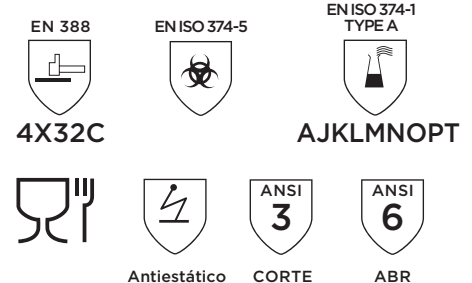 EN 388
EN ISO 374-5
EN ISO 374-1
TYPE A
4X32C
AJKLMNOPT
ANSI
3
ANSI
6
Antiestático
CORTE
ABR